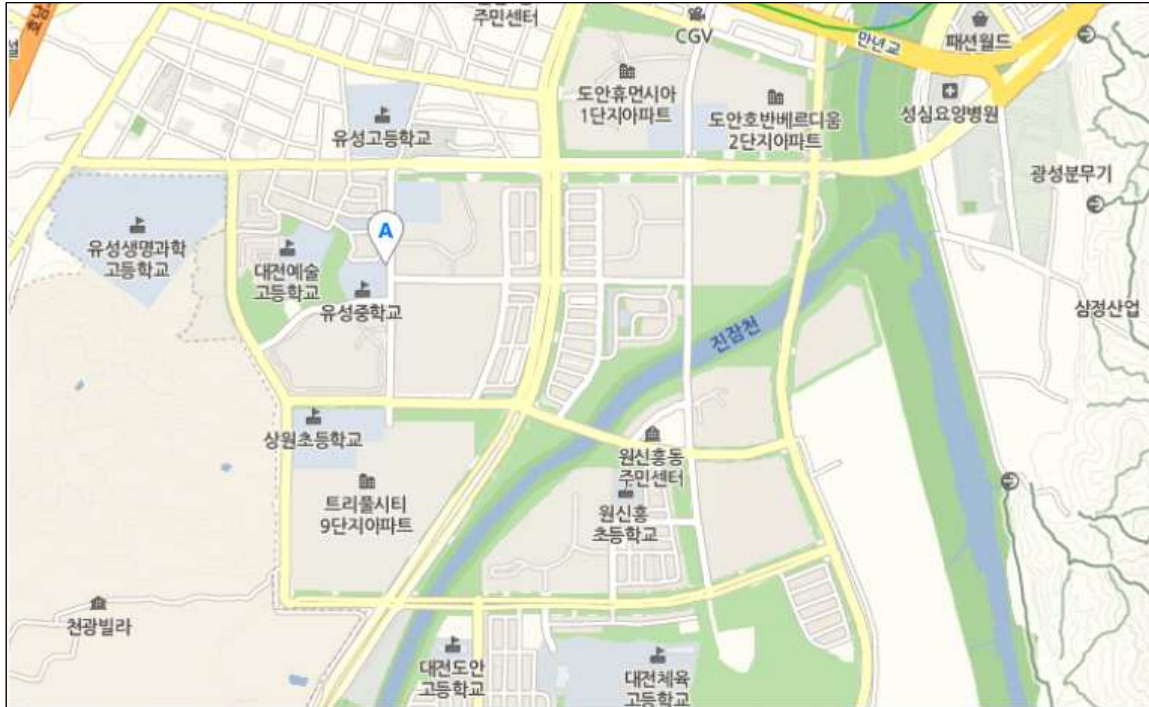 호남
널
주민센터
CGV
만년교
패션월드
도안휴먼시아
1단지아파트
도안호반베르디움
2단지아파트
성심요양병원
유성고등학교
광성분무기
유성생명과학
고등학교
A
대전예술
고등학교
유성중학교
진잠천
삼정산업
상원초등학교
원신흥동
주민센터
트리풀시티
9단지아파트
원신흥
초등학교
천광빌라
대전도안
고등학교
대전체육
고등학교